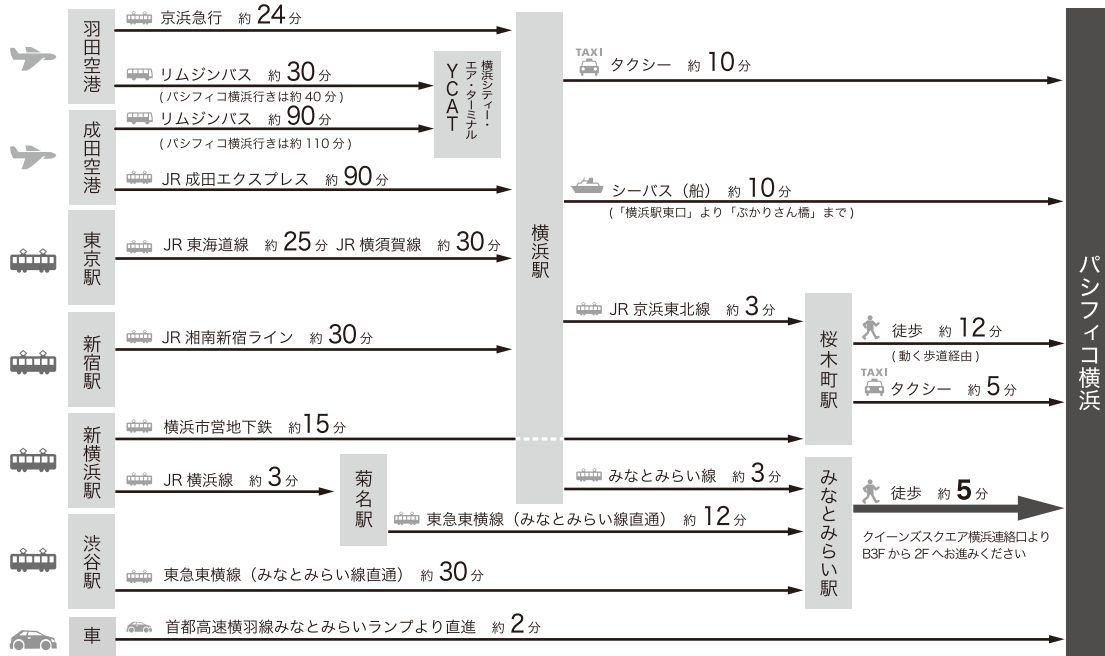 羽田空港
京浜急行 約24分
リムジンバス 約30分
(パシフィコ横浜行きは約40分)
成田空港
リムジンバス 約90分
(パシフィコ横浜行きは約110分)
JR成田エクスプレス 約90分
横浜シティー・
エア・ターミナル
YCAT
東京駅
JR東海道線 約25分 JR横須賀線 約30分
新宿駅
JR湘南新宿ライン 約30分
新横浜駅
横浜市営地下鉄 約15分
JR横浜線 約3分
菊名駅
東急東横線(みなとみらい線直通) 約12分
渋谷駅
東急東横線(みなとみらい線直通) 約30分
車
首都高速横羽線みなとみらいランプより直進 約2分
横浜駅
TAXI
タクシー 約10分
シーバス(船) 約10分
(「横浜駅東口」より「ぷかりさん橋」まで)
JR京浜東北線 約3分
みなとみらい線 約3分
桜木町駅
徒歩 約12分
(動く歩道経由)
TAXI
タクシー 約5分
みなとみらい駅
徒歩 約5分
クイーンズスクエア横浜連絡口より
B3Fから2Fへお進みください
パシフィコ横浜